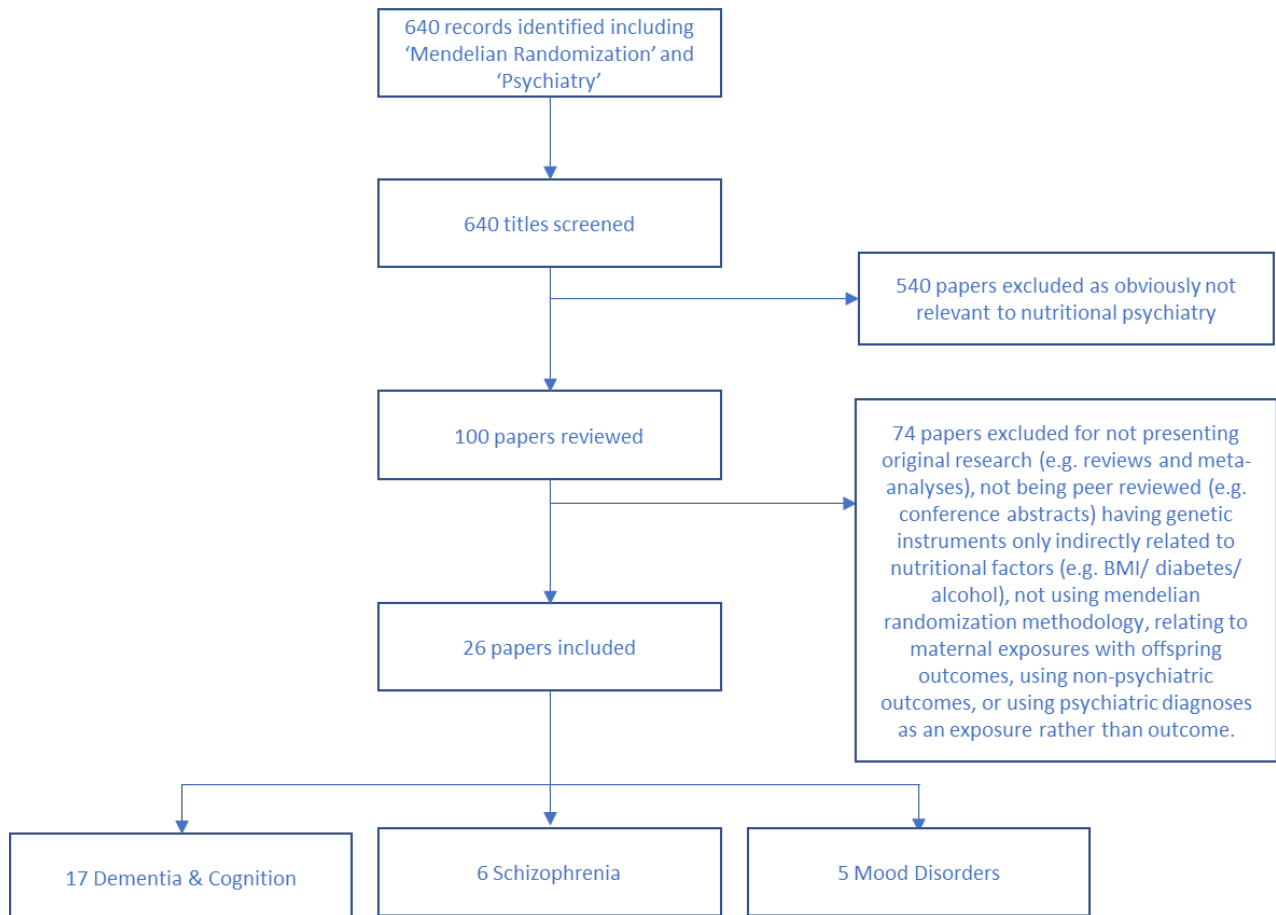 640 records identified including
‘Mendelian Randomization’ and
‘Psychiatry’
640 titles screened
540 papers excluded as obviously not
relevant to nutritional psychiatry
100 papers reviewed
74 papers excluded for not presenting
original research (e.g. reviews and meta-
analyses), not being peer reviewed (e.g.
conference abstracts) having genetic
instruments only indirectly related to
nutritional factors (e.g. BMI/ diabetes/
alcohol), not using mendelian
randomization methodology, relating to
maternal exposures with offspring
outcomes, using non-psychiatric
outcomes, or using psychiatric diagnoses
as an exposure rather than outcome.
26 papers included
17 Dementia & Cognition
6 Schizophrenia
5 Mood Disorders